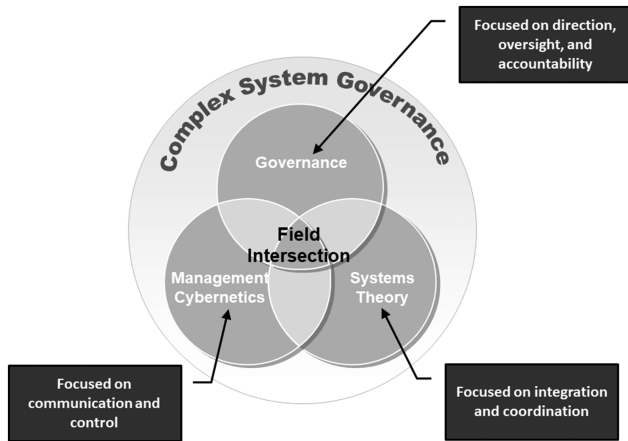 Focused on direction,
oversight, and
accountability
Complex System Governance
Governance
Field
Intersection
Management
Cybernetics
Systems
Theory
Focused on
communication and
control
Focused on integration
and coordination